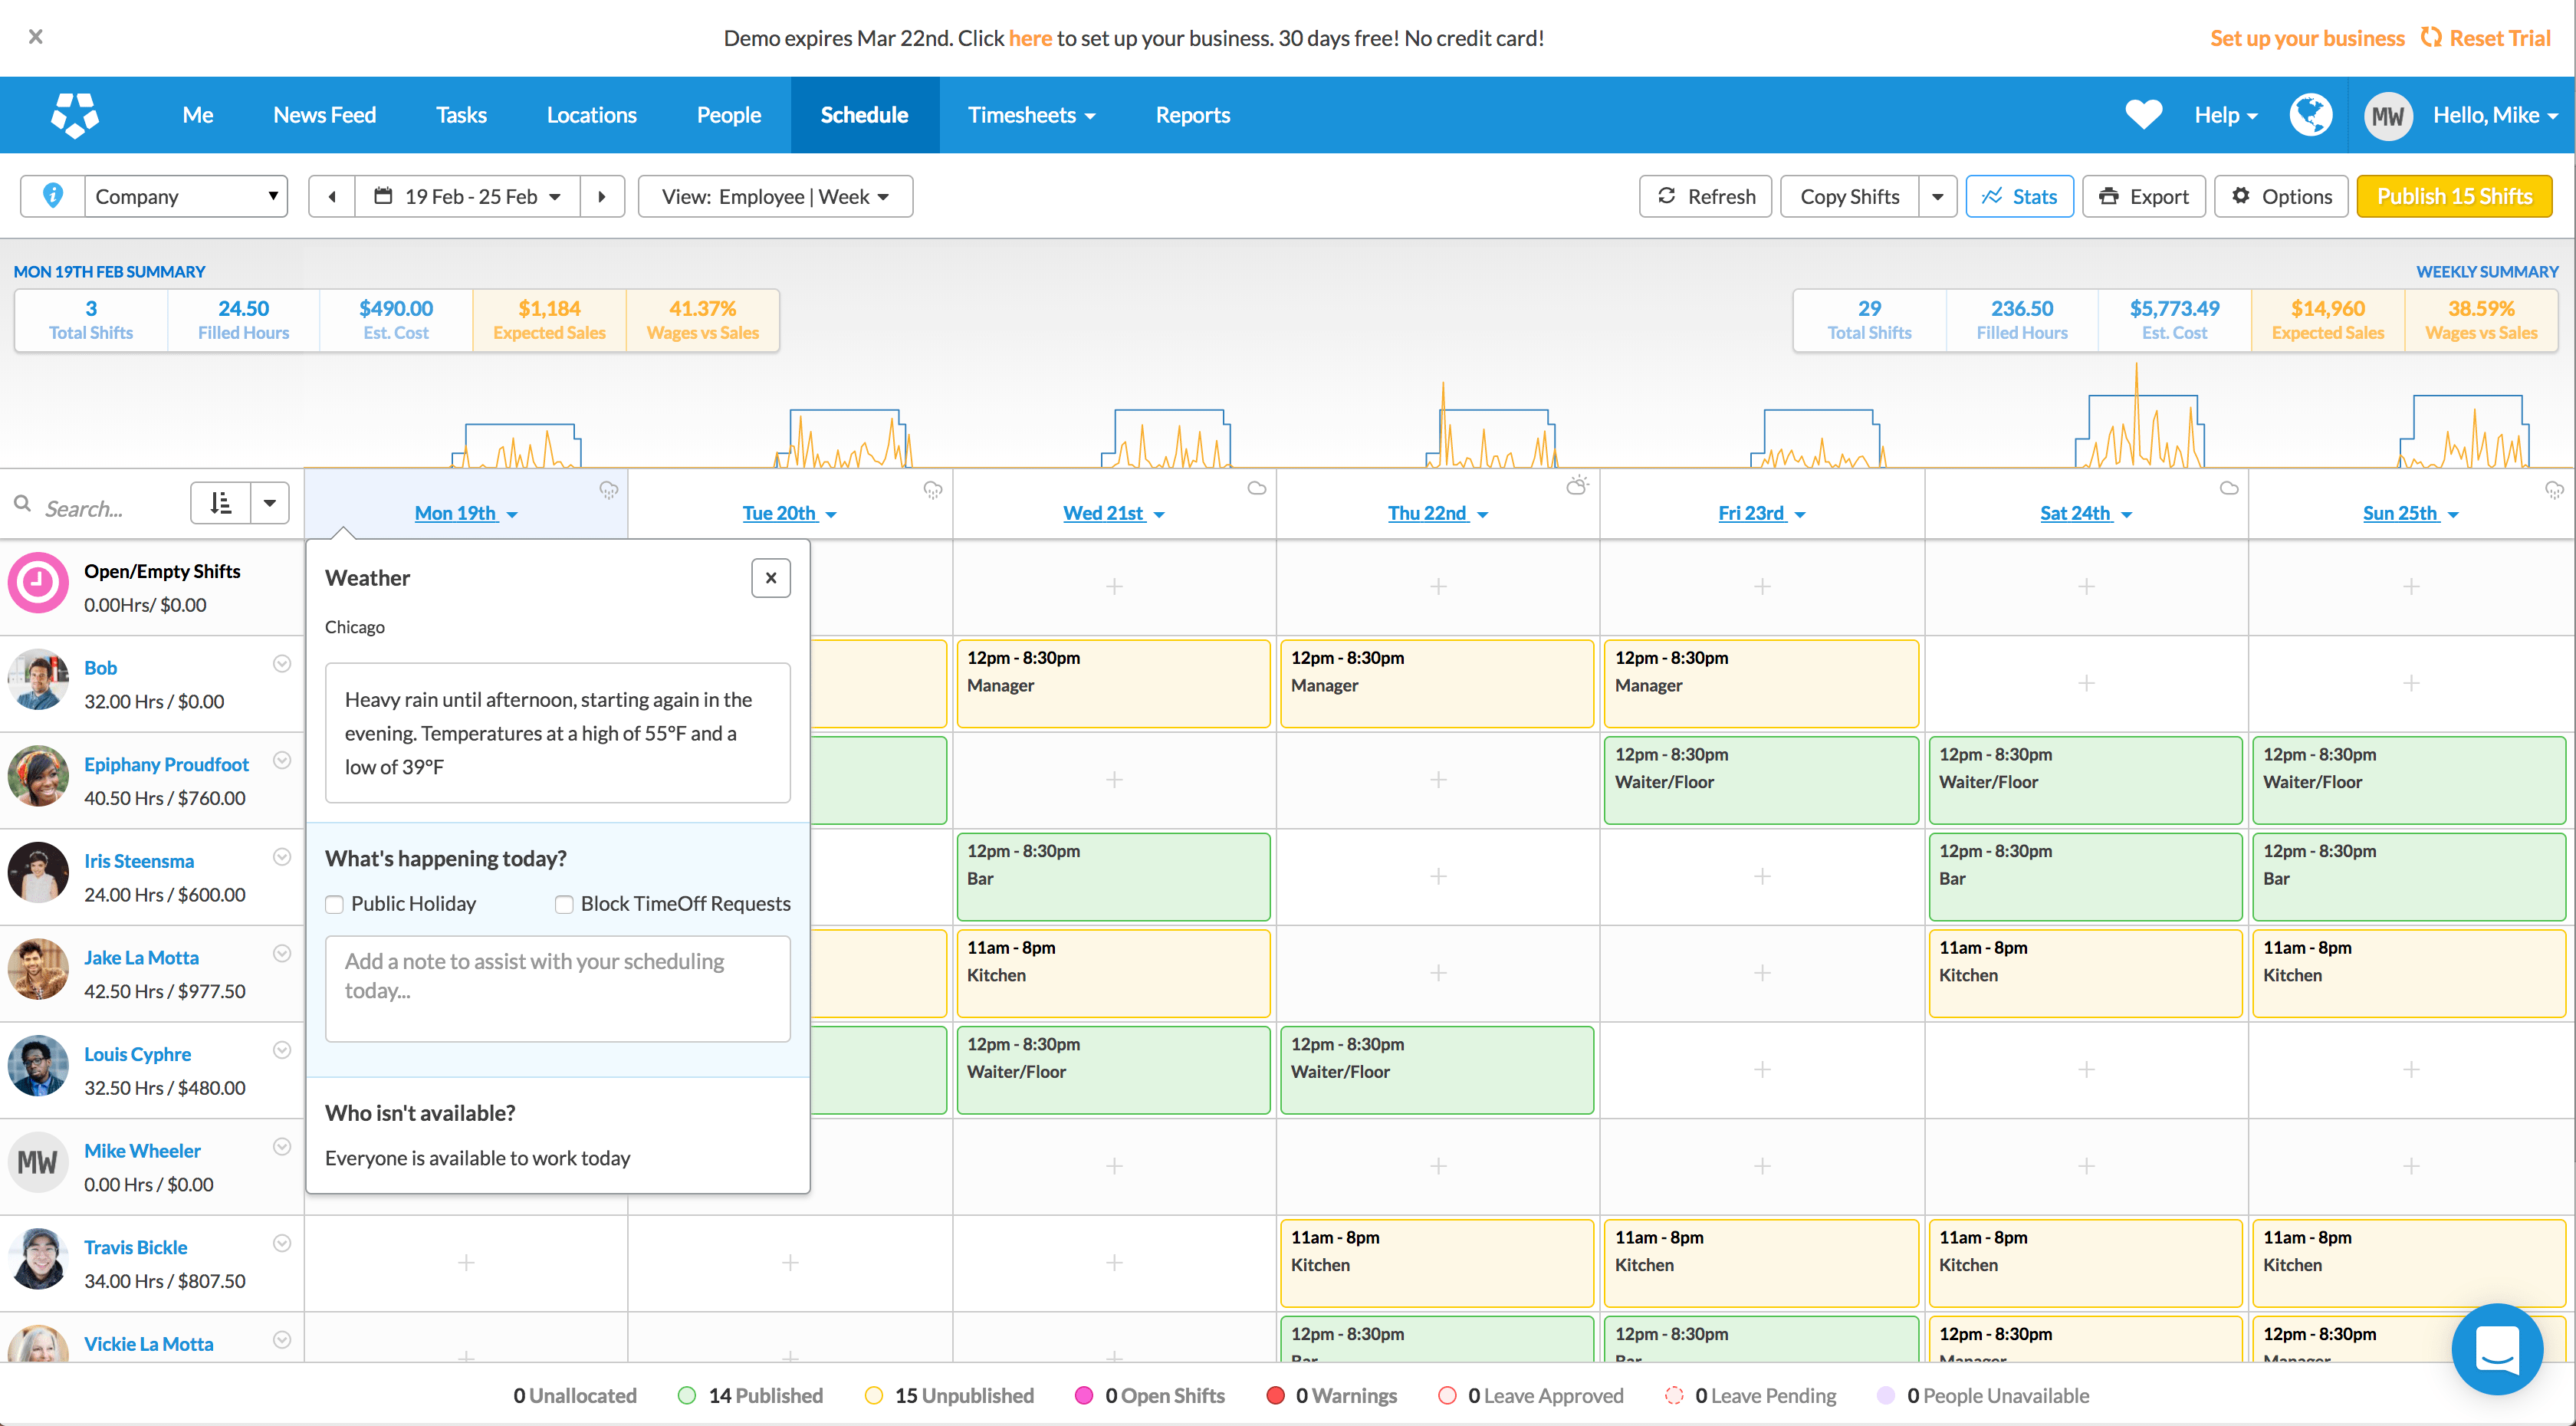 Demo expires Mar 22nd. Click here to set up your business. 30 days free! No credit card!
Set up your business Reset Trial
Me News Feed Tasks Locations People Schedule Timesheets Reports
Help MW Hello, Mike
Company 19 Feb - 25 Feb View: Employee | Week
Refresh Copy Shifts Stats Export Options Publish 15 Shifts
MON 19TH FEB SUMMARY
WEEKLY SUMMARY
3 24.50 $490.00 $1,184 41.37%
Total Shifts Filled Hours Est. Cost Expected Sales Wages vs Sales
29 236.50 $5,773.49 $14,960 38.59%
Total Shifts Filled Hours Est. Cost Expected Sales Wages vs Sales
Search...
Mon 19th Tue 20th Wed 21st Thu 22nd Fri 23rd Sat 24th Sun 25th
Open/Empty Shifts
0.00Hrs/ $0.00
Weather
Chicago
Heavy rain until afternoon, starting again in the
evening. Temperatures at a high of 55°F and a
low of 39°F
What's happening today?
Public Holiday Block TimeOff Requests
Add a note to assist with your scheduling
today...
Who isn't available?
Everyone is available to work today
Bob
32.00 Hrs / $0.00
12pm - 8:30pm 12pm - 8:30pm 12pm - 8:30pm
Manager Manager Manager
Epiphany Proudfoot
40.50 Hrs / $760.00
12pm - 8:30pm 12pm - 8:30pm 12pm - 8:30pm
Waiter/Floor Waiter/Floor Waiter/Floor
Iris Steensma
24.00 Hrs / $600.00
12pm - 8:30pm 12pm - 8:30pm 12pm - 8:30pm
Bar Bar Bar
Jake La Motta
42.50 Hrs / $977.50
11am - 8pm 11am - 8pm 11am - 8pm
Kitchen Kitchen Kitchen
Louis Cyphre
32.50 Hrs / $480.00
12pm - 8:30pm 12pm - 8:30pm
Waiter/Floor Waiter/Floor
MW
Mike Wheeler
0.00 Hrs / $0.00
Travis Bickle
34.00 Hrs / $807.50
11am - 8pm 11am - 8pm 11am - 8pm 11am - 8pm
Kitchen Kitchen Kitchen Kitchen
Vickie La Motta
12pm - 8:30pm 12pm - 8:30pm 12pm - 8:30pm 12pm - 8:30pm
Bar Bar Manager Manager
0 Unallocated 14 Published 15 Unpublished 0 Open Shifts 0 Warnings 0 Leave Approved 0 Leave Pending 0 People Unavailable